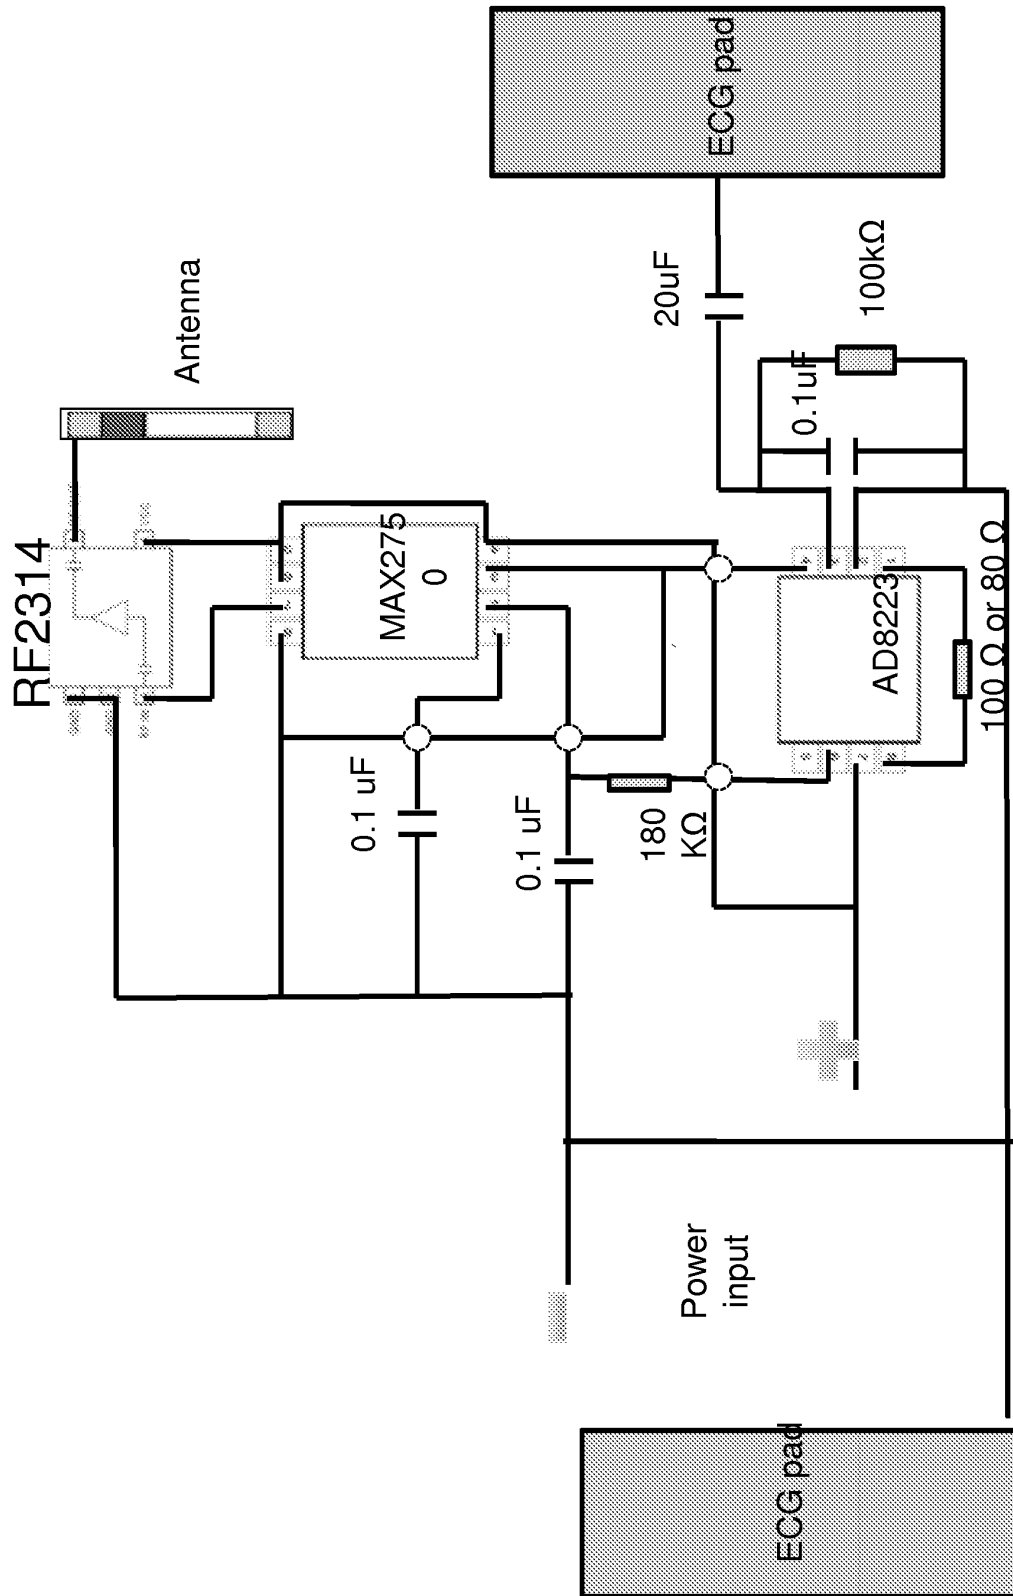 RF2314
Antenna
ECG pad
MAX275
0
20uF
100kΩ
0.1uF
0.1 uF
0.1 uF
180
KΩ
AD8223
100 Ω or 80 Ω
Power
input
ECG pad